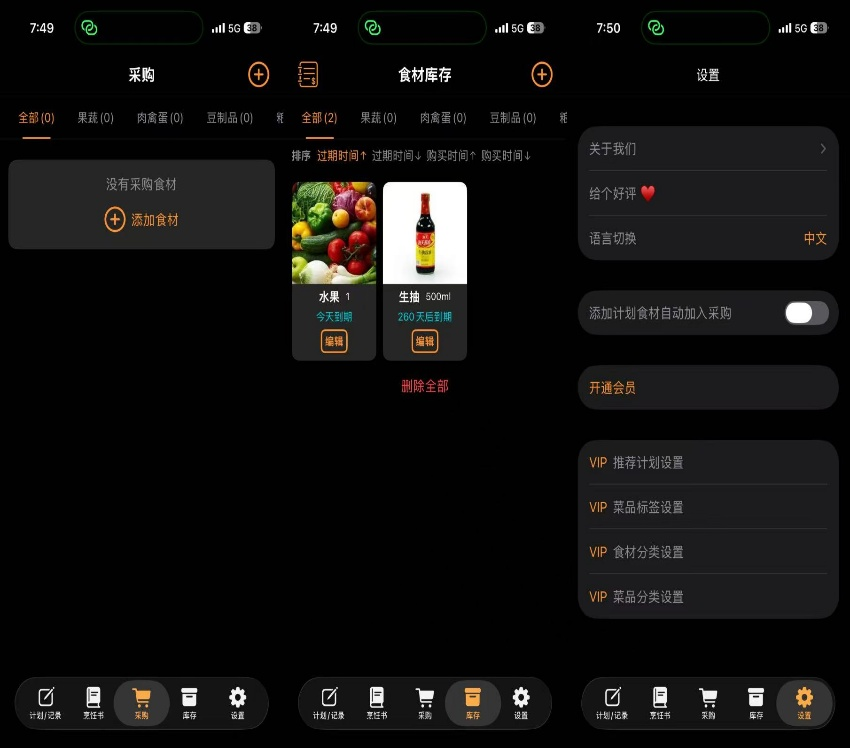 7:49
5G 38
采购
全部(0) 果蔬(0) 肉禽蛋(0) 豆制品(0)
没有采购食材
添加食材
计划/记录 烹饪书 采购 库存 设置
7:49
5G 38
食材库存
全部(2) 果蔬(0) 肉禽蛋(0) 豆制品(0)
排序 过期时间↑ 过期时间↓ 购买时间↑ 购买时间↓
水果 1
今天到期
编辑
生抽 500ml
260天后到期
编辑
删除全部
计划/记录 烹饪书 采购 库存 设置
7:50
5G 38
设置
关于我们
给个好评 ❤️
语言切换 中文
添加计划食材自动加入采购
开通会员
VIP 推荐计划设置
VIP 菜品标签设置
VIP 食材分类设置
VIP 菜品分类设置
计划/记录 烹饪书 采购 库存 设置